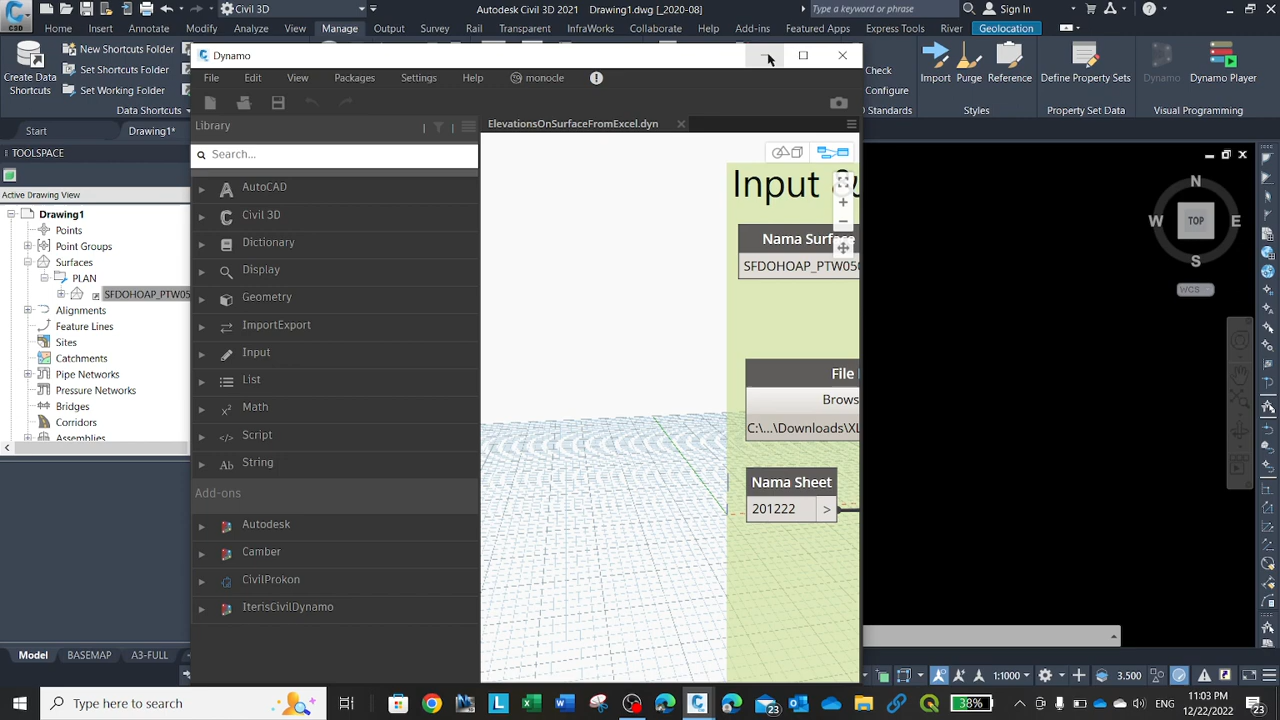 Civil 3D
Autodesk Civil 3D 2021 Drawing1.dwg [_2020-08]
Type a keyword or phrase
Sign In
C3D
Home
Insert
Annotate
Modify
Analyze
View
Manage
Output
Survey
Rail
Transparent
InfraWorks
Collaborate
Help
Add-ins
Featured Apps
Express Tools
Raster Tools
Geolocation
Create Data
Shortcuts
New Shortcuts Folder
Set Shortcuts Folder
Set Working Folder
Data Shortcuts
Check
Configure
D Standards
Import
Purge
Reference
Styles
Define Property Sets
Property Set Data
Dynamo
Dynamo Player
Visual Programming
Start
Drawing1*
TOOLSPACE
Active Drawing View
Drawing1
Points
Point Groups
Surfaces
PLAN
SFDOHOAP_PTW05
Alignments
Feature Lines
Sites
Catchments
Pipe Networks
Pressure Networks
Bridges
Corridors
Assemblies
Dynamo
File
Edit
View
Packages
Settings
Help
monocle
Library
Search...
AutoCAD
Civil 3D
Dictionary
Display
Geometry
ImportExport
Input
List
Math
Script
String
Add-ons
Autodesk
Camber
CivilProkon
IterisCivilDynamo
ElevationsOnSurfaceFromExcel.dyn
Input &
Nama Surface
SFDOHOAP_PTW05
File
Brows
C:\...\Downloads\XL
Nama Sheet
201222 >
N
W TOP E
S
WCS
Model
BASEMAP
A3-FULL
1:1000
3.500
Type here to search
23
38%
11:03 PM
12/22/2022
23